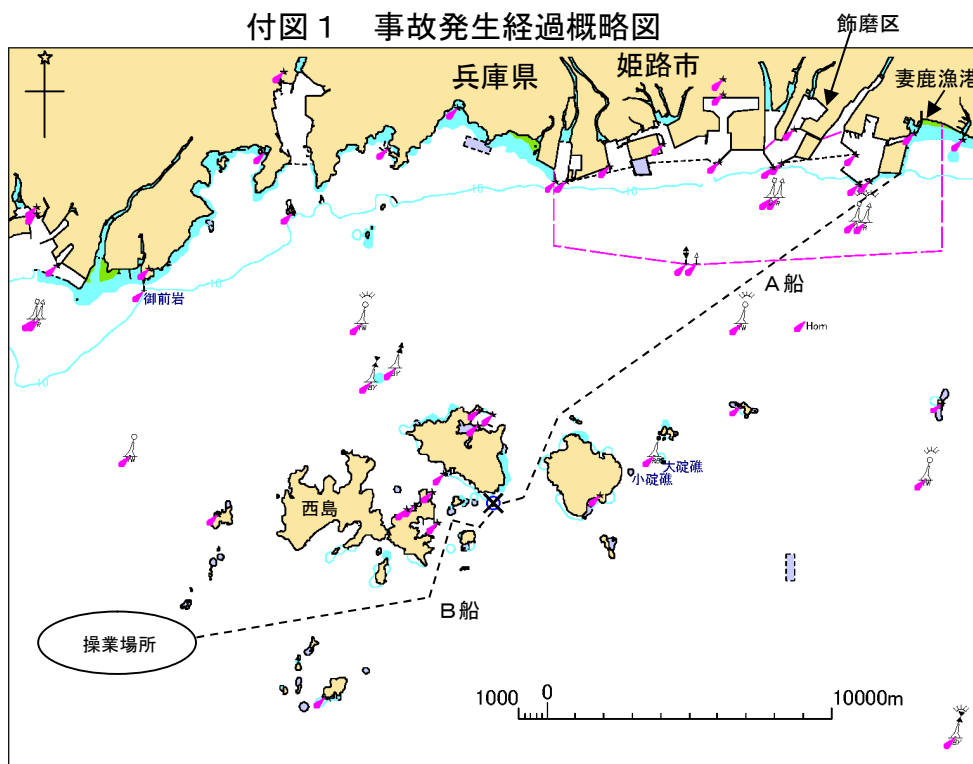 付図１　事故発生経過概略図
飾磨区
兵庫県
姫路市
妻鹿漁港
10
10
A船
御前岩
Horn
10
大碇礁
小碇礁
西島
B船
操業場所
1000
0
10000m